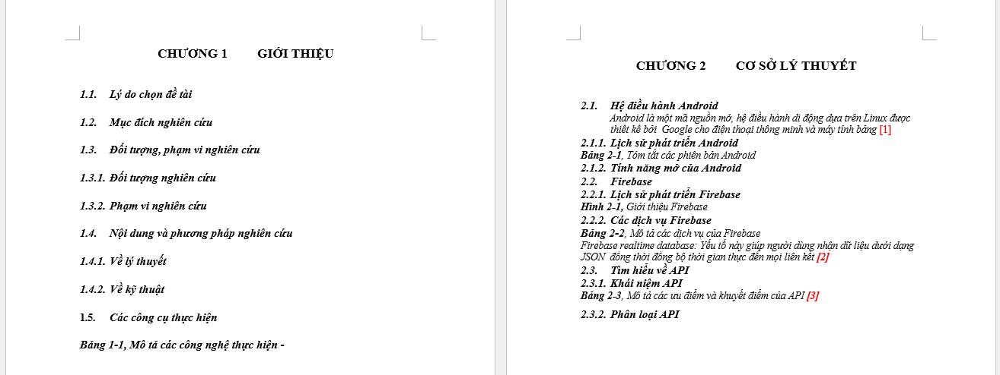 CHƯƠNG 1 GIỚI THIỆU
1.1. Lý do chọn đề tài
1.2. Mục đích nghiên cứu
1.3. Đối tượng, phạm vi nghiên cứu
1.3.1. Đối tượng nghiên cứu
1.3.2. Phạm vi nghiên cứu
1.4. Nội dung và phương pháp nghiên cứu
1.4.1. Về lý thuyết
1.4.2. Về kỹ thuật
1.5. Các công cụ thực hiện
Bảng 1-1, Mô tả các công nghệ thực hiện -
CHƯƠNG 2 CƠ SỞ LÝ THUYẾT
2.1. Hệ điều hành Android
Android là một mã nguồn mở, hệ điều hành di động dựa trên Linux được
thiết kế bởi Google cho điện thoại thông minh và máy tính bảng [1]
2.1.1. Lịch sử phát triển Android
Bảng 2-1, Tóm tắt các phiên bản Android
2.1.2. Tính năng mở của Android
2.2. Firebase
2.2.1. Lịch sử phát triển Firebase
Hình 2-1, Giới thiệu Firebase
2.2.2. Các dịch vụ Firebase
Bảng 2-2, Mô tả các dịch vụ của Firebase
Firebase realtime database: Yếu tố này giúp người dùng nhận dữ liệu dưới dạng
JSON đồng thời đồng bộ thời gian thực đến mọi liên kết [2]
2.3. Tìm hiểu về API
2.3.1. Khái niệm API
Bảng 2-3, Mô tả các ưu điểm và khuyết điểm của API [3]
2.3.2. Phân loại API